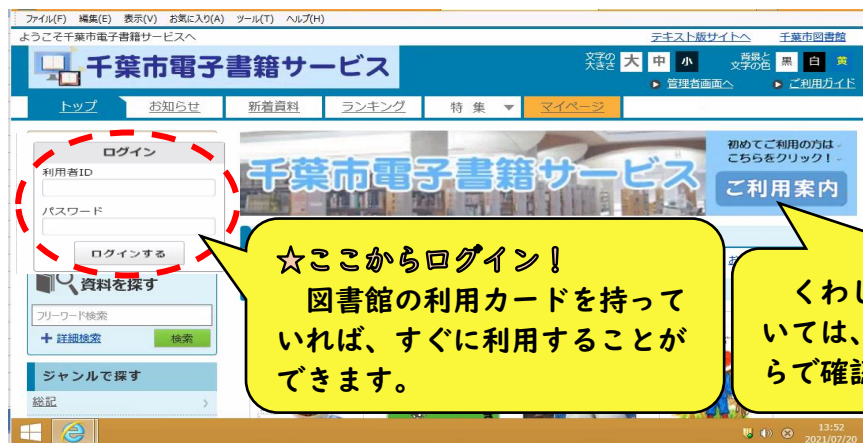 ファイル(F) 編集(E) 表示(V) お気に入り(A) ツール(T) ヘルプ(H)
ようこそ千葉市電子書籍サービスへ
テキスト版サイトへ 千葉市図書館
千葉市電子書籍サービス
文字の大きさ 大 中 小 背景と文字の色 黒 白 黄
管理者画面へ ご利用ガイド
トップ お知らせ 新着資料 ランキング 特集 ▼ マイページ
ログイン
利用者ID
パスワード
ログインする
千葉市電子書籍サービス
初めてご利用の方は
こちらをクリック!
ご利用案内
★ここからログイン!
図書館の利用カードを持って
いれば、すぐに利用することが
できます。
くわし
いては、
らで確認
資料を探す
フリーワード検索
+ 詳細検索 検索
ジャンルで探す
総記
13:52
2021/07/20